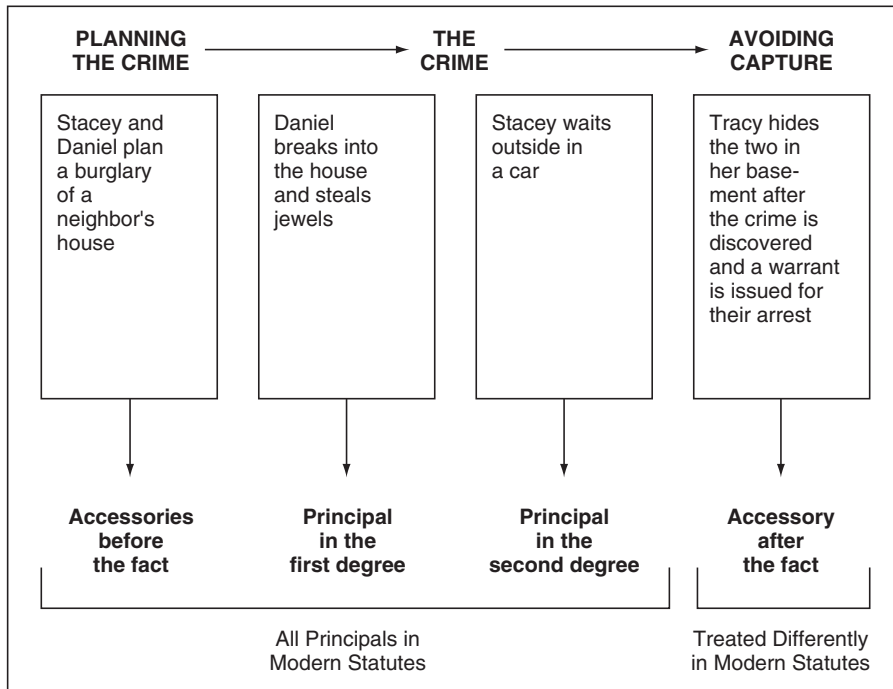 PLANNING
THE CRIME
THE
CRIME
AVOIDING
CAPTURE
Stacey and
Daniel plan
a burglary
of a
neighbor's
house
Daniel
breaks into
the house
and steals
jewels
Stacey waits
outside in
a car
Tracy hides
the two in
her base-
ment after
the crime is
discovered
and a warrant
is issued for
their arrest
Accessories
before
the fact
Principal
in the
first degree
Principal
in the
second degree
Accessory
after
the fact
All Principals in
Modern Statutes
Treated Differently
in Modern Statutes